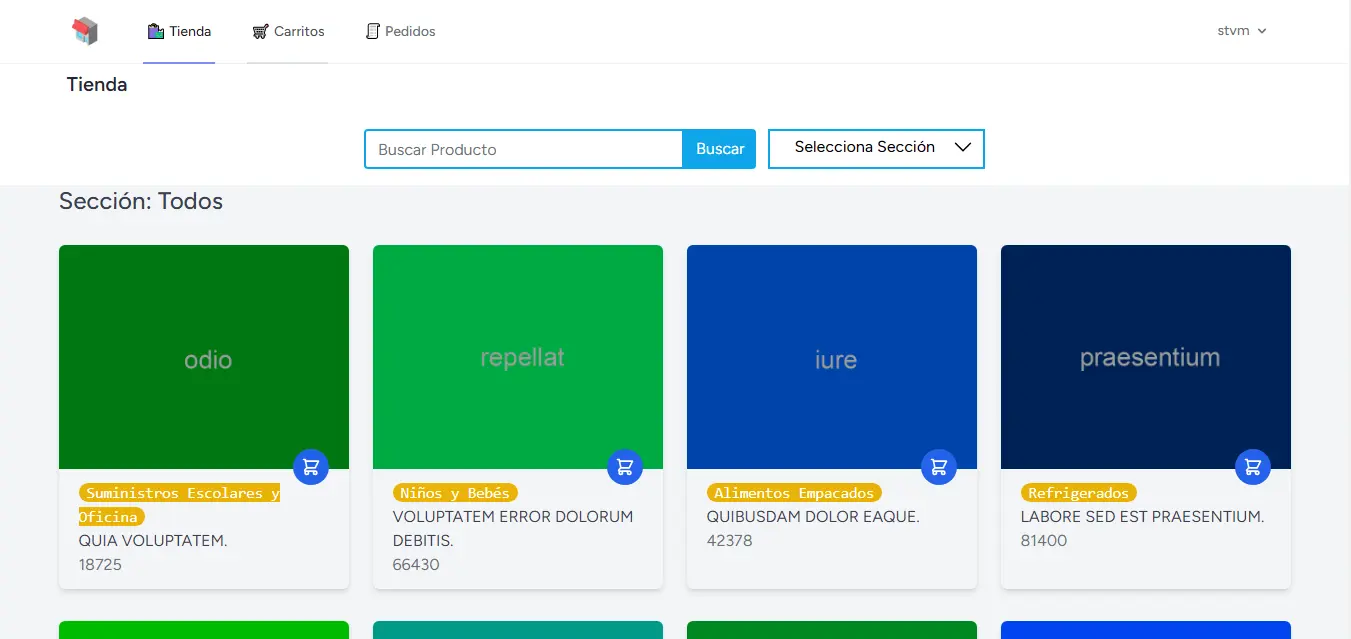 Tienda
Carritos
Pedidos
stvm
Tienda
Buscar Producto
Buscar
Selecciona Sección
Sección: Todos
odio
repellat
iure
praesentium
Suministros Escolares y
Oficina
QUIA VOLUPTATEM.
18725
Niños y Bebés
VOLUPTATEM ERROR DOLORUM
DEBITIS.
66430
Alimentos Empacados
QUIBUSDAM DOLOR EAQUE.
42378
Refrigerados
LABORE SED EST PRAESENTIUM.
81400